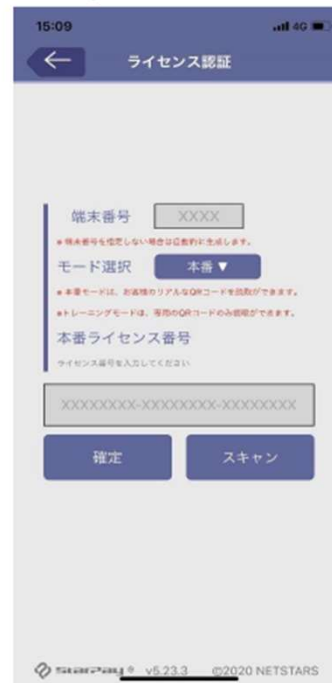 15:09
4G
ライセンス認証
端末番号 XXXX
※端末番号を指定しない場合は自動的に生成します。
モード選択 本番▼
※本番モードは、お客様のリアルなQRコードを読取ができます。
※トレーニングモードは、専用のQRコードのみ読取ができます。
本番ライセンス番号
ライセンス番号を入力してください
XXXXXXXX-XXXXXXXX-XXXXXXXX
確定 スキャン
v5.23.3 ©2020 NETSTARS